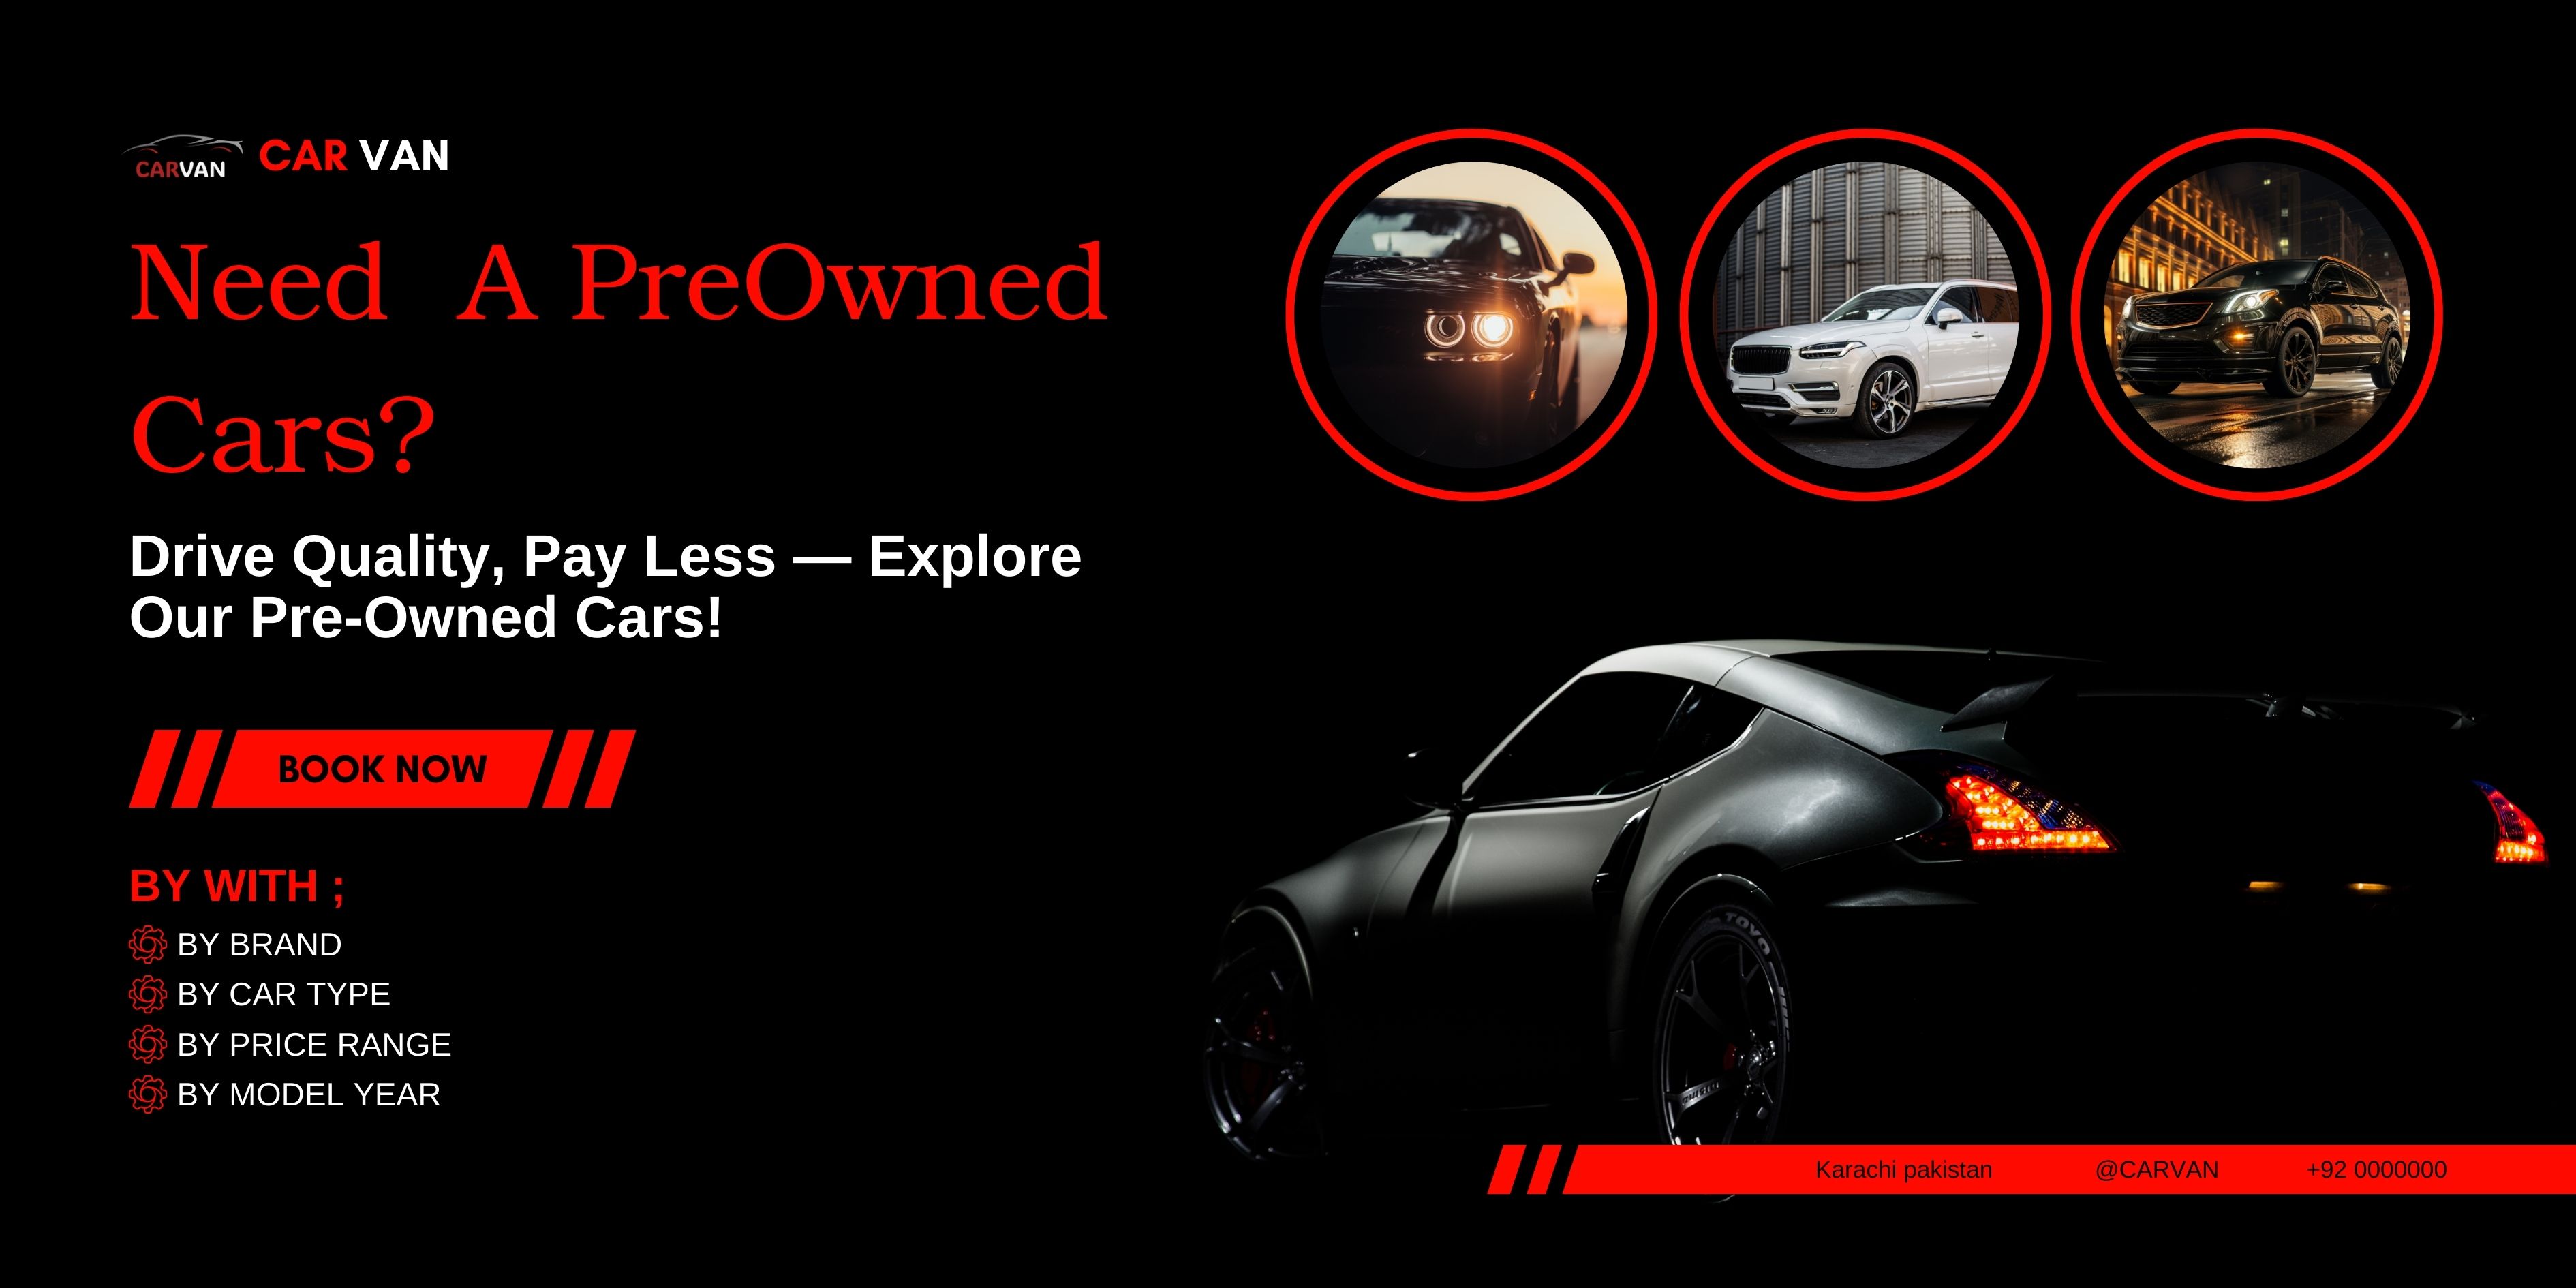 CARVAN
CAR VAN
Need A PreOwned
Cars?
Drive Quality, Pay Less — Explore
Our Pre-Owned Cars!
BOOK NOW
BY WITH ;
BY BRAND
BY CAR TYPE
BY PRICE RANGE
BY MODEL YEAR
TOYO
Karachi pakistan
@CARVAN
+92 0000000